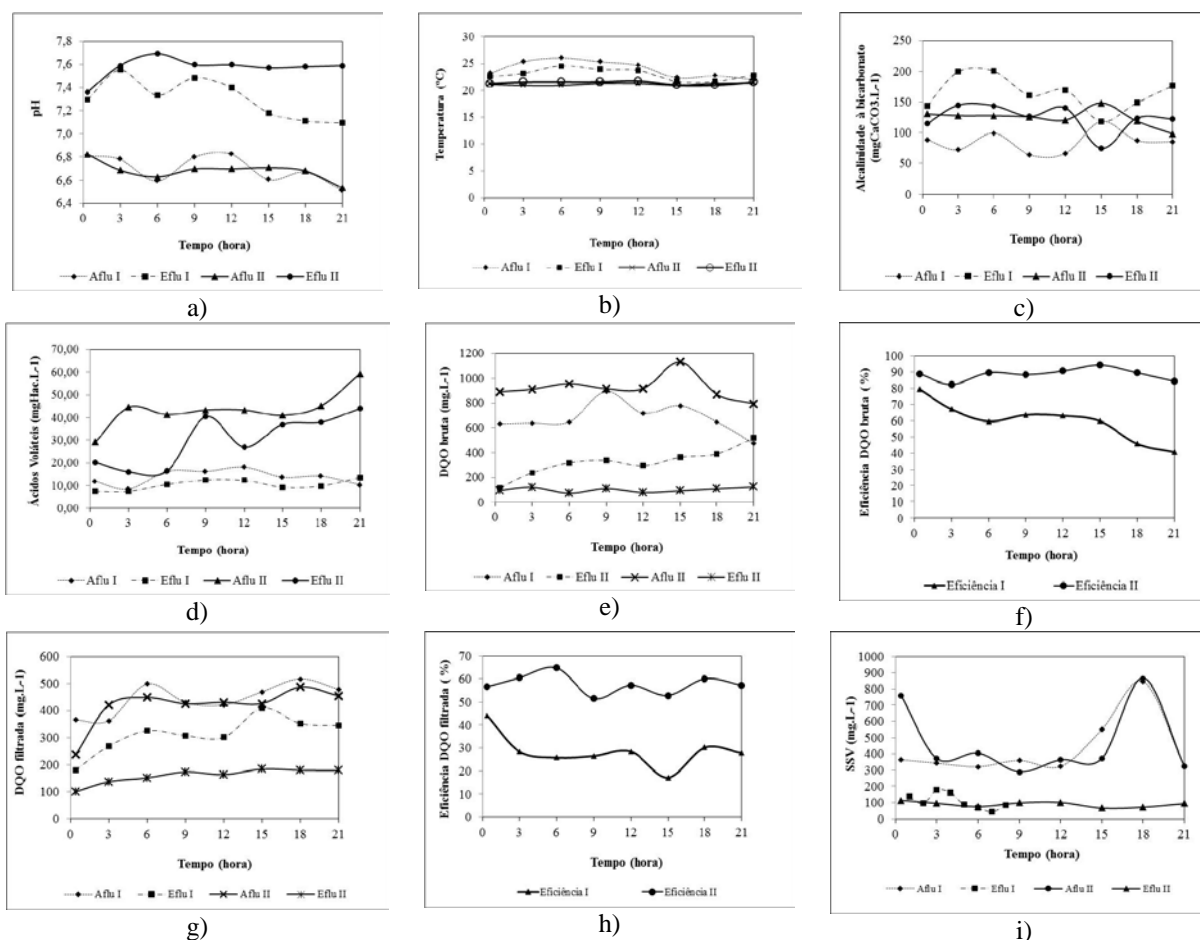 7,8
7,6
7,4
7,2
7,0
6,8
6,6
6,4
pH
0 3 6 9 12 15 18 21
Tempo (hora)
Aflu I Eflu I Aflu II Eflu II
a)
30
25
20
15
10
5
0
Temperatura (°C)
0 3 6 9 12 15 18 21
Tempo (hora)
Aflu I Eflu I Aflu II Eflu II
b)
250
200
150
100
50
0
Alcalinidade à bicarbonato
(mgCaCO3.L-1)
0 3 6 9 12 15 18 21
Tempo (hora)
Aflu I Eflu I Aflu II Eflu II
c)
70,00
60,00
50,00
40,00
30,00
20,00
10,00
0,00
Ácidos Voláteis (mgHac.L-1)
0 3 6 9 12 15 18 21
Tempo (hora)
Aflu I Eflu I Aflu II Eflu II
d)
1200
1000
800
600
400
200
0
DQO bruta (mg.L-1)
0 3 6 9 12 15 18 21
Tempo (hora)
Aflu I Eflu II Aflu II Eflu II
e)
100
90
80
70
60
50
40
30
20
10
0
Eficiência DQO bruta ( %)
0 3 6 9 12 15 18 21
Tempo (hora)
Eficiência I Eficiência II
f)
600
500
400
300
200
100
0
DQO filtrada (mg.L-1)
0 3 6 9 12 15 18 21
Tempo (hora)
Aflu I Eflu I Aflu II Eflu II
g)
70
60
50
40
30
20
10
0
Eficiência DQO filtrada ( %)
0 3 6 9 12 15 18 21
Tempo (hora)
Eficiência I Eficiência II
h)
1000
900
800
700
600
500
400
300
200
100
0
SSV (mg.L-1)
0 3 6 9 12 15 18 21
Tempo (hora)
Aflu I Eflu I Aflu II Eflu II
i)